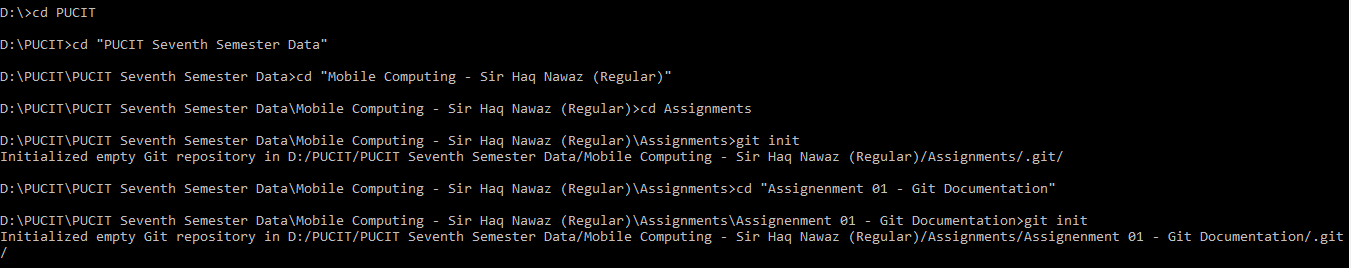 D:\>cd PUCIT
D:\PUCIT>cd "PUCIT Seventh Semester Data"
D:\PUCIT\PUCIT Seventh Semester Data>cd "Mobile Computing - Sir Haq Nawaz (Regular)"
D:\PUCIT\PUCIT Seventh Semester Data\Mobile Computing - Sir Haq Nawaz (Regular)>cd Assignments
D:\PUCIT\PUCIT Seventh Semester Data\Mobile Computing - Sir Haq Nawaz (Regular)\Assignments>git init
Initialized empty Git repository in D:/PUCIT/PUCIT Seventh Semester Data/Mobile Computing - Sir Haq Nawaz (Regular)/Assignments/.git/
D:\PUCIT\PUCIT Seventh Semester Data\Mobile Computing - Sir Haq Nawaz (Regular)\Assignments>cd "Assignenment 01 - Git Documentation"
D:\PUCIT\PUCIT Seventh Semester Data\Mobile Computing - Sir Haq Nawaz (Regular)\Assignments\Assignenment 01 - Git Documentation>git init
Initialized empty Git repository in D:/PUCIT/PUCIT Seventh Semester Data/Mobile Computing - Sir Haq Nawaz (Regular)/Assignments/Assignenment 01 - Git Documentation/.git
/